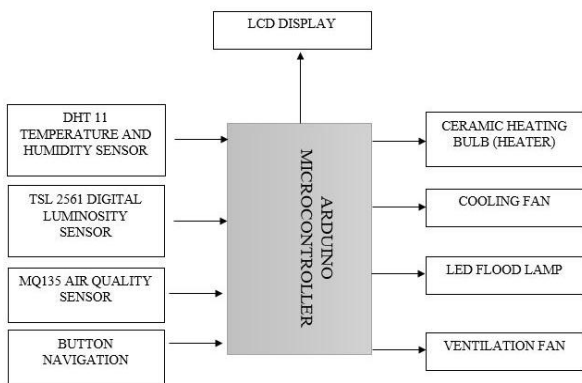 LCD DISPLAY
DHT 11
TEMPERATURE AND
HUMIDITY SENSOR
TSL 2561 DIGITAL
LUMINOSITY
SENSOR
MQ135 AIR QUALITY
SENSOR
BUTTON
NAVIGATION
ARDUINO
MICROCONTROLLER
CERAMIC HEATING
BULB (HEATER)
COOLING FAN
LED FLOOD LAMP
VENTILATION FAN